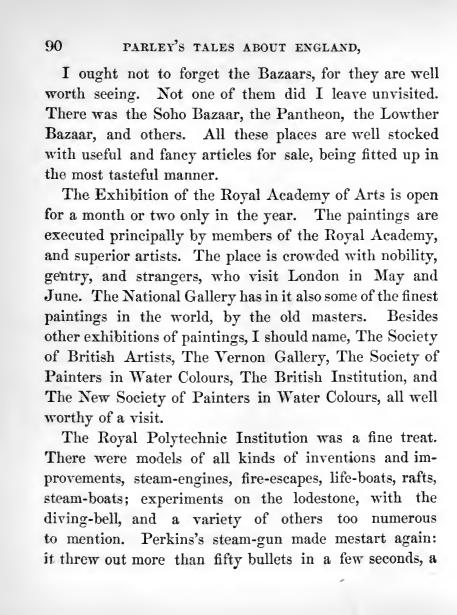 90 PARLEY'S TALES ABOUT ENGLAND,
I ought not to forget the Bazaars, for they are well
worth seeing. Not one of them did I leave unvisited.
There was the Soho Bazaar, the Pantheon, the Lowther
Bazaar, and others. All these places are well stocked
with useful and fancy articles for sale, being fitted up in
the most tasteful manner.
The Exhibition of the Royal Academy of Arts is open
for a month or two only in the year. The paintings are
executed principally by members of the Royal Academy,
and superior artists. The place is crowded with nobility,
gentry, and strangers, who visit London in May and
June. The National Gallery has in it also some of the finest
paintings in the world, by the old masters. Besides
other exhibitions of paintings, I should name, The Society
of British Artists, The Vernon Gallery, The Society of
Painters in Water Colours, The British Institution, and
The New Society of Painters in Water Colours, all well
worthy of a visit.
The Royal Polytechnic Institution was a fine treat.
There were models of all kinds of inventions and im-
provements, steam-engines, fire-escapes, life-boats, rafts,
steam-boats; experiments on the lodestone, with the
diving-bell, and a variety of others too numerous
to mention. Perkins's steam-gun made mestart again:
it threw out more than fifty bullets in a few seconds, a